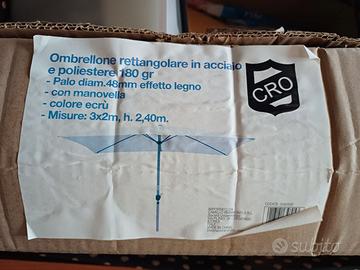 Ombrellone rettangolare in acciaio
e poliestere 180 gr
- Palo diam.48mm effetto legno
- con manovella
- colore ecrù
- Misure: 3x2m, h. 2,40m.
CRO
subito